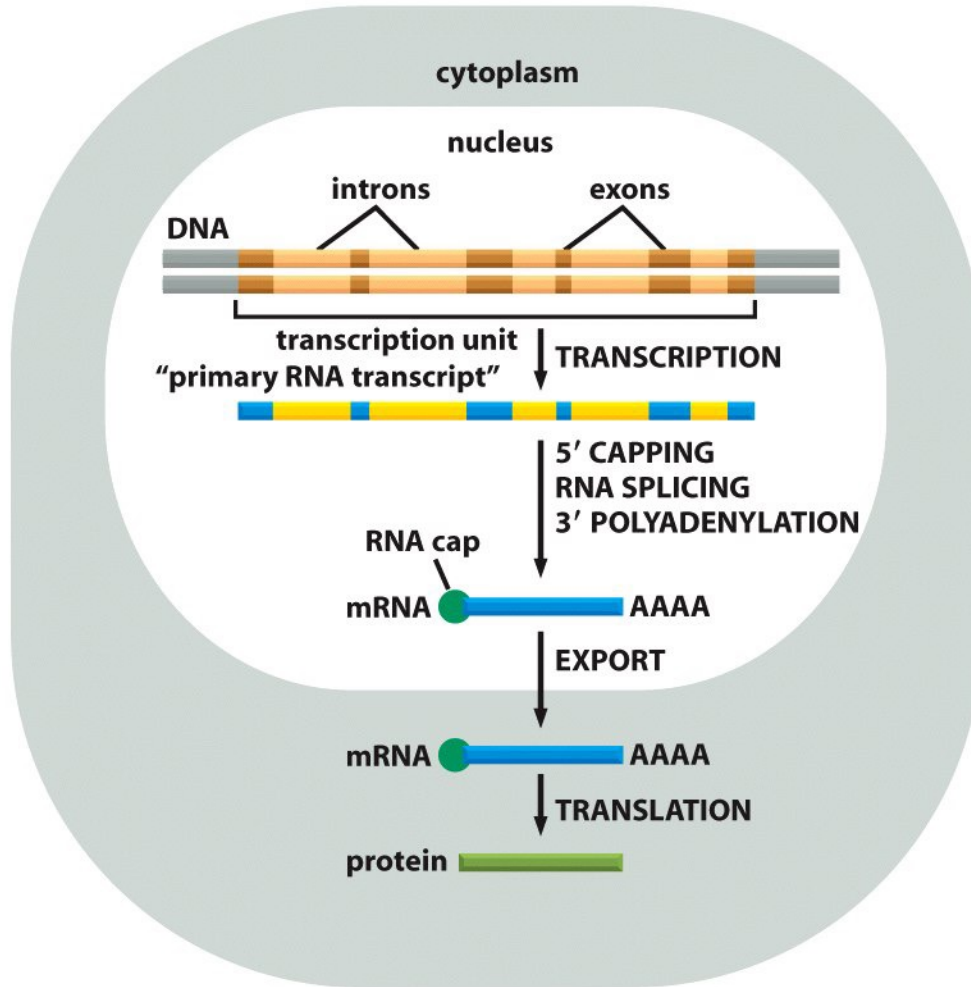 cytoplasm
nucleus
introns
exons
DNA
transcription unit
TRANSCRIPTION
“primary RNA transcript”
5′ CAPPING
RNA SPLICING
3′ POLYADENYLATION
RNA cap
mRNA
AAAA
EXPORT
mRNA
AAAA
TRANSLATION
protein